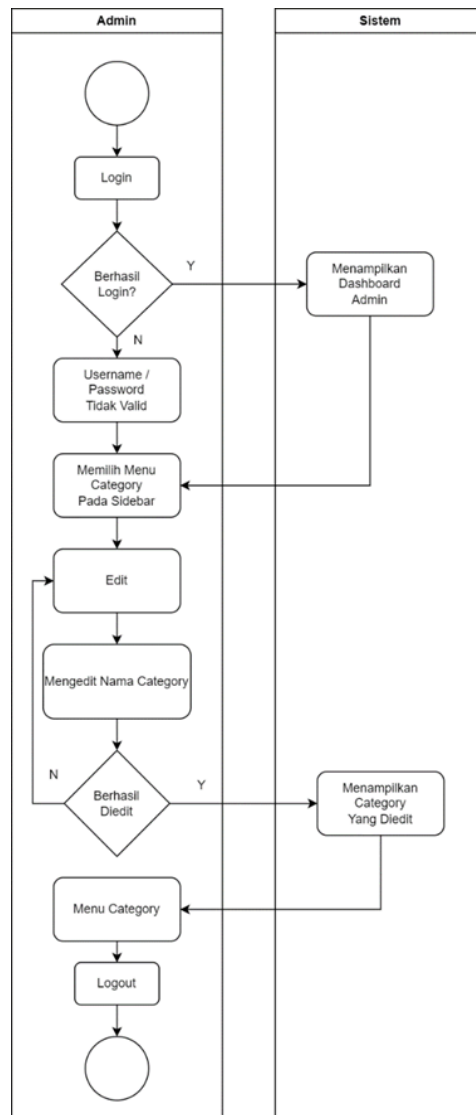 Admin
Sistem
Login
Berhasil
Login?
Y
Menampilkan
Dashboard
Admin
N
Username /
Password
Tidak Valid
Memilih Menu
Category
Pada Sidebar
Edit
Mengedit Nama Category
N
Berhasil
Diedit
Y
Menampilkan
Category
Yang Diedit
Menu Category
Logout